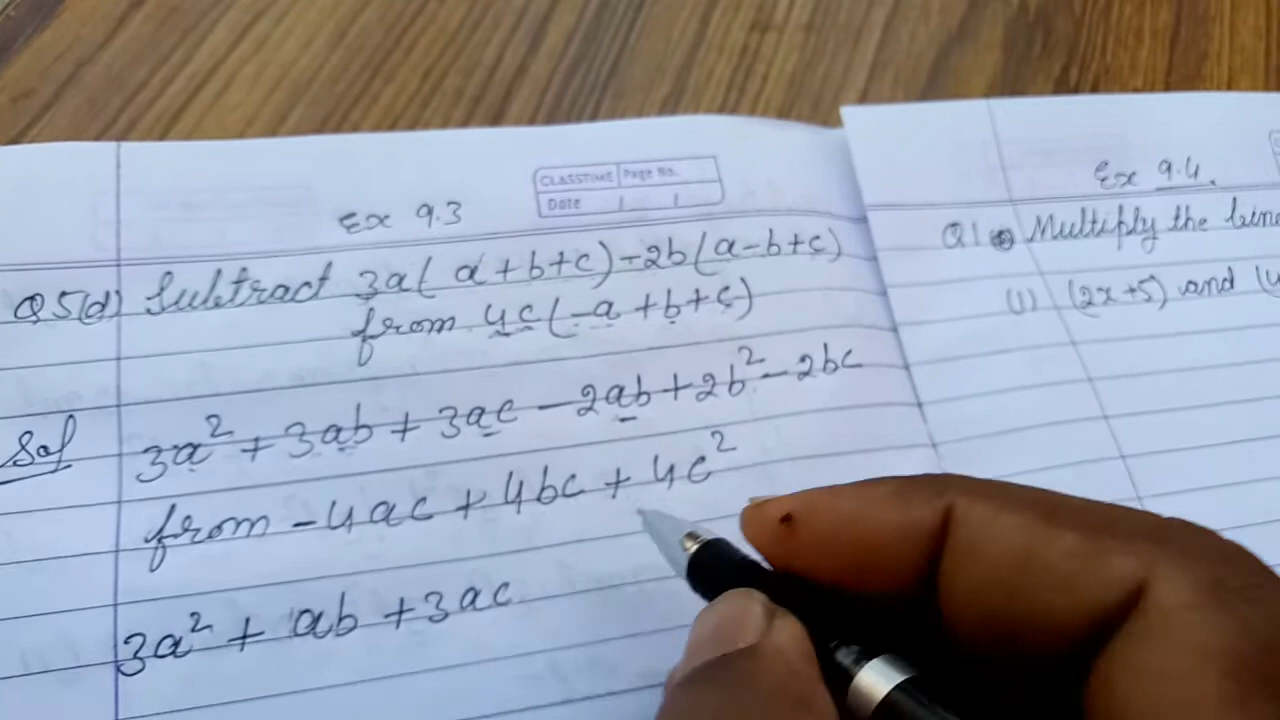 CLASSTIME Page No.
Date / /
Ex 9.3
Q5(d) Subtract 3a(a+b+c)-2b(a-b+c)
from 4c(-a+b+c)
Sol 3a²+3ab+3ac-2ab+2b²-2bc
from -4ac+4bc+4c²
3a²+ab+3ac
Ex 9.4.
Q1 Multiply the
(1) (2x+5) and